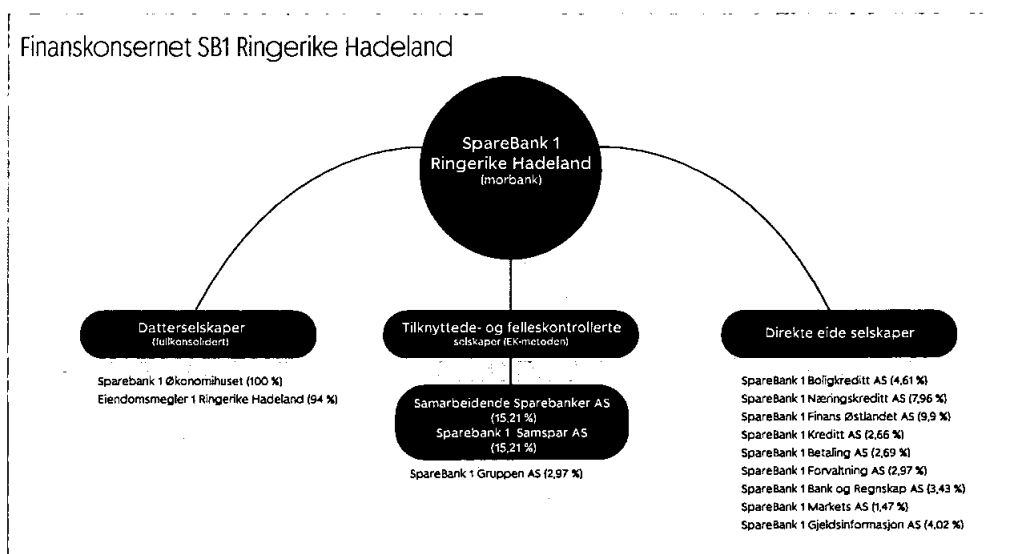 Finanskonsernet SB1 Ringerike Hadeland
SpareBank 1
Ringerike Hadeland
(morbank)
Datterselskaper
(fullkonsolidert)
Sparebank 1 Økonomihuset (100 %)
Eiendomsmegler 1 Ringerike Hadeland (94 %)
Tilknyttede- og felleskontrollerte
selskaper (EK-metoden)
Samarbeidende Sparebanker AS
(15,21 %)
Sparebank 1 Samspar AS
(15,21 %)
SpareBank 1 Gruppen AS (2,97 %)
Direkte eide selskaper
SpareBank 1 Boligkreditt AS (4,61 %)
SpareBank 1 Næringskreditt AS (7,96 %)
SpareBank 1 Finans Østlandet AS (9,9 %)
SpareBank 1 Kreditt AS (2,66 %)
SpareBank 1 Betaling AS (2,69 %)
SpareBank 1 Forvaltning AS (2,97 %)
SpareBank 1 Bank og Regnskap AS (3,43 %)
SpareBank 1 Markets AS (1,47 %)
SpareBank 1 Gjeldsinformasjon AS (4,02 %)